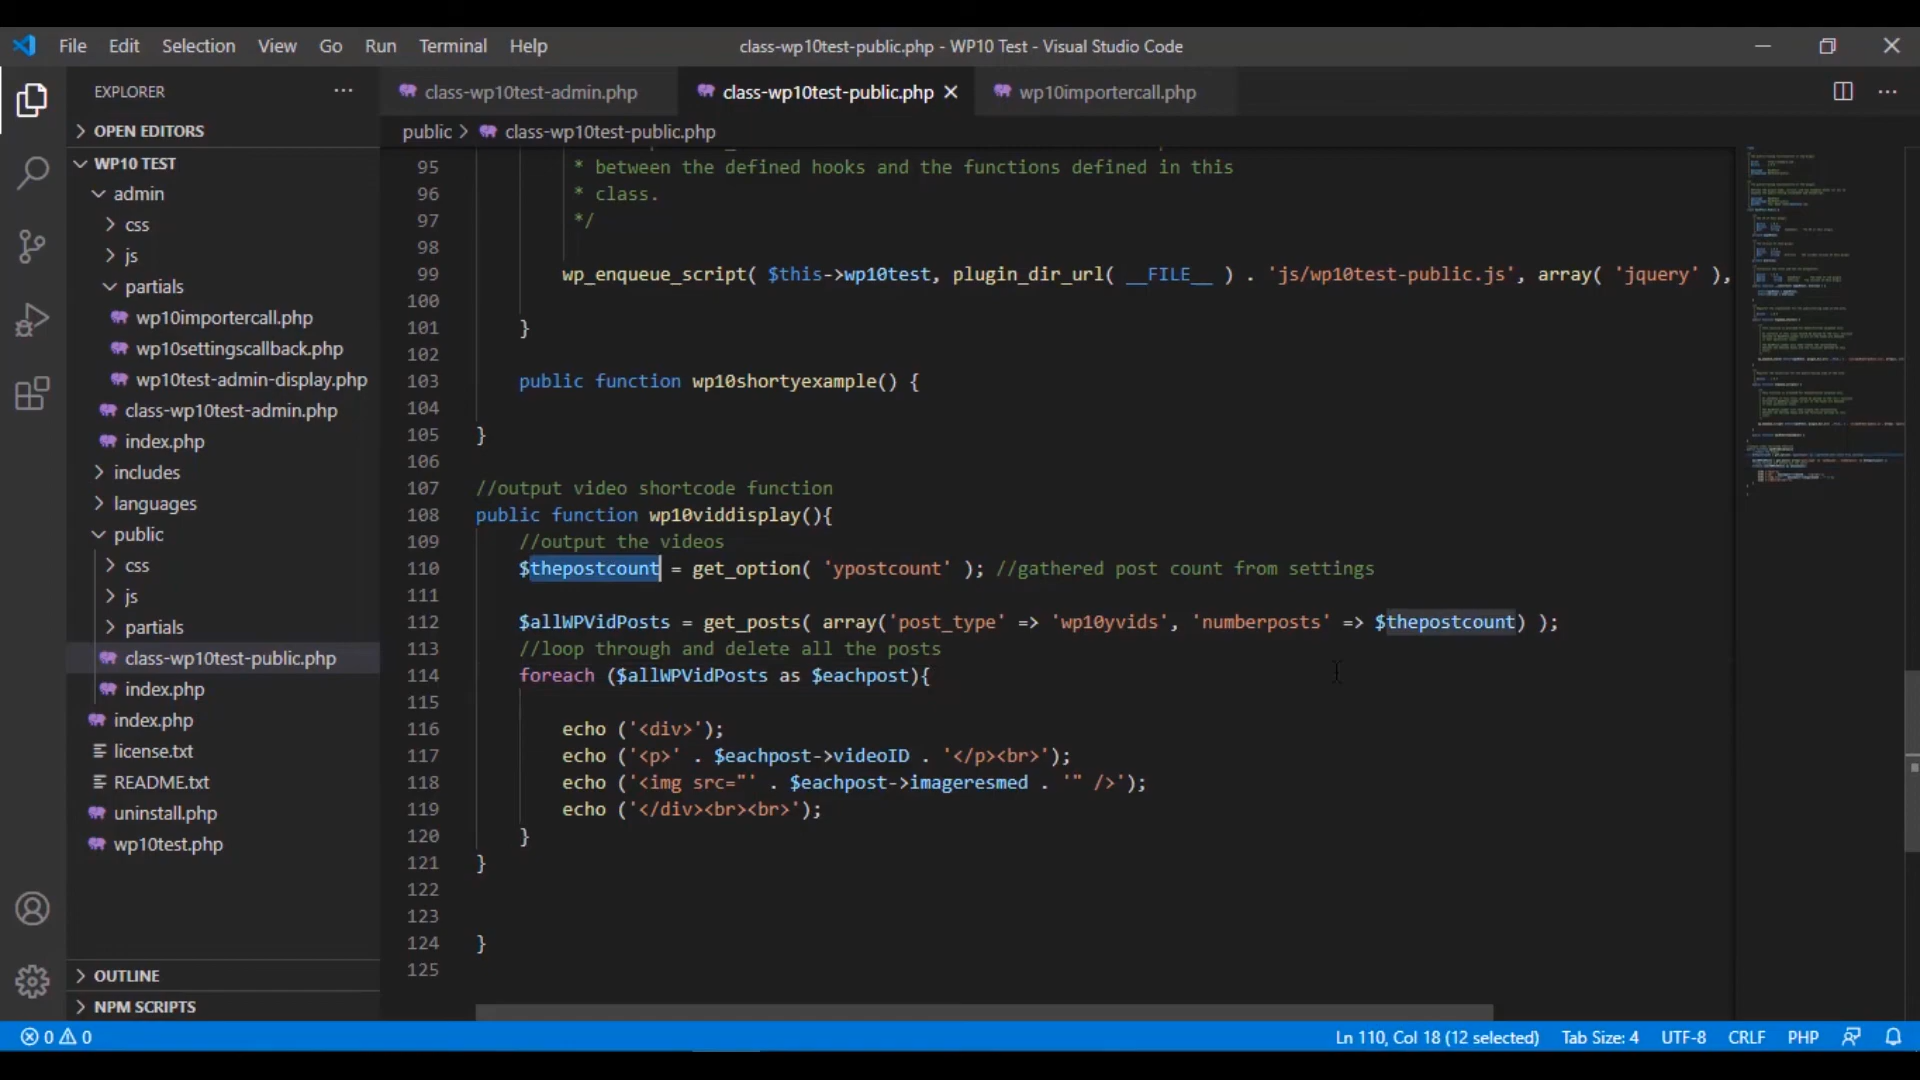 File Edit Selection View Go Run Terminal Help
class-wp10test-public.php - WP10 Test - Visual Studio Code
EXPLORER
OPEN EDITORS
WP10 TEST
admin
css
js
partials
wp10importercall.php
wp10settingscallback.php
wp10test-admin-display.php
class-wp10test-admin.php
index.php
includes
languages
public
css
js
partials
class-wp10test-public.php
index.php
index.php
license.txt
README.txt
uninstall.php
wp10test.php
OUTLINE
NPM SCRIPTS
class-wp10test-admin.php class-wp10test-public.php wp10importercall.php
public > class-wp10test-public.php
95 * between the defined hooks and the functions defined in this
96 * class.
97 */
98
99 wp_enqueue_script( $this->wp10test, plugin_dir_url( __FILE__ ) . 'js/wp10test-public.js', array( 'jquery' ),
100
101 }
102
103 public function wp10shortyexample() {
104
105 }
106
107 //output video shortcode function
108 public function wp10viddisplay(){
109 //output the videos
110 $thepostcount = get_option( 'ypostcount' ); //gathered post count from settings
111
112 $allWPVidPosts = get_posts( array('post_type' => 'wp10yvids', 'numberposts' => $thepostcount) );
113 //loop through and delete all the posts
114 foreach ($allWPVidPosts as $eachpost){
115
116 echo ('<div>');
117 echo ('<p>' . $eachpost->videoID . '</p><br>');
118 echo ('<img src="' . $eachpost->imageresmed . '" />');
119 echo ('</div><br><br>');
120 }
121 }
122
123
124 }
125
0 0 Ln 110, Col 18 (12 selected) Tab Size: 4 UTF-8 CRLF PHP